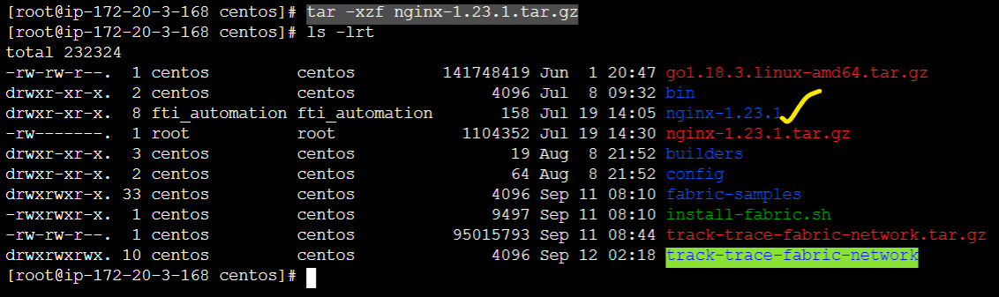 [root@ip-172-20-3-168 centos]# tar -xzf nginx-1.23.1.tar.gz
[root@ip-172-20-3-168 centos]# ls -lrt
total 232324
-rw-rw-r--. 1 centos centos 141748419 Jun 1 20:47 go1.18.3.linux-amd64.tar.gz
drwxr-xr-x. 2 centos centos 4096 Jul 8 09:32 bin
drwxr-xr-x. 8 fti_automation fti_automation 158 Jul 19 14:05 nginx-1.23.1
-rw-------. 1 root root 1104352 Jul 19 14:30 nginx-1.23.1.tar.gz
drwxr-xr-x. 3 centos centos 19 Aug 8 21:52 builders
drwxr-xr-x. 2 centos centos 64 Aug 8 21:52 config
drwxrwxr-x. 33 centos centos 4096 Sep 11 08:10 fabric-samples
-rwxrwxr-x. 1 centos centos 9497 Sep 11 08:10 install-fabric.sh
-rw-rw-r--. 1 centos centos 95015793 Sep 11 08:44 track-trace-fabric-network.tar.gz
drwxrwxrwx. 10 centos centos 4096 Sep 12 02:18 track-trace-fabric-network
[root@ip-172-20-3-168 centos]#